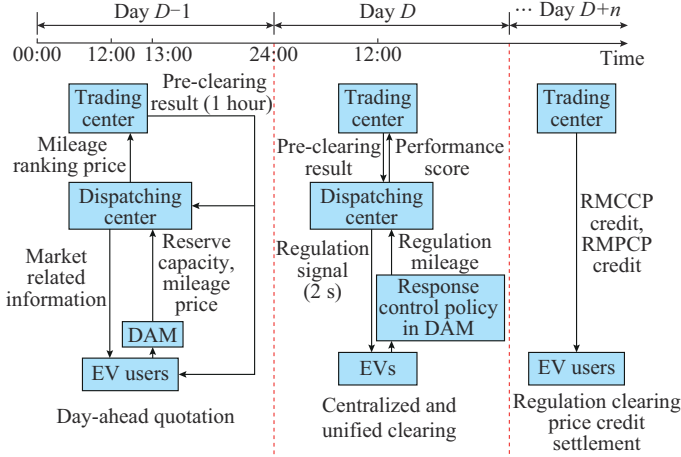 Day D−1
Day D
··· Day D+n
00:00
12:00
13:00
24:00
12:00
Time
Trading
center
Pre-clearing
result (1 hour)
Mileage
ranking price
Dispatching
center
Market
related
information
Reserve
capacity,
mileage
price
DAM
EV users
Day-ahead quotation
Trading
center
Pre-clearing
result
Performance
score
Dispatching
center
Regulation
signal
(2 s)
Regulation
mileage
Response
control policy
in DAM
EVs
Centralized and
unified clearing
Trading
center
RMCCP
credit,
RMPCP
credit
EV users
Regulation clearing
price credit
settlement